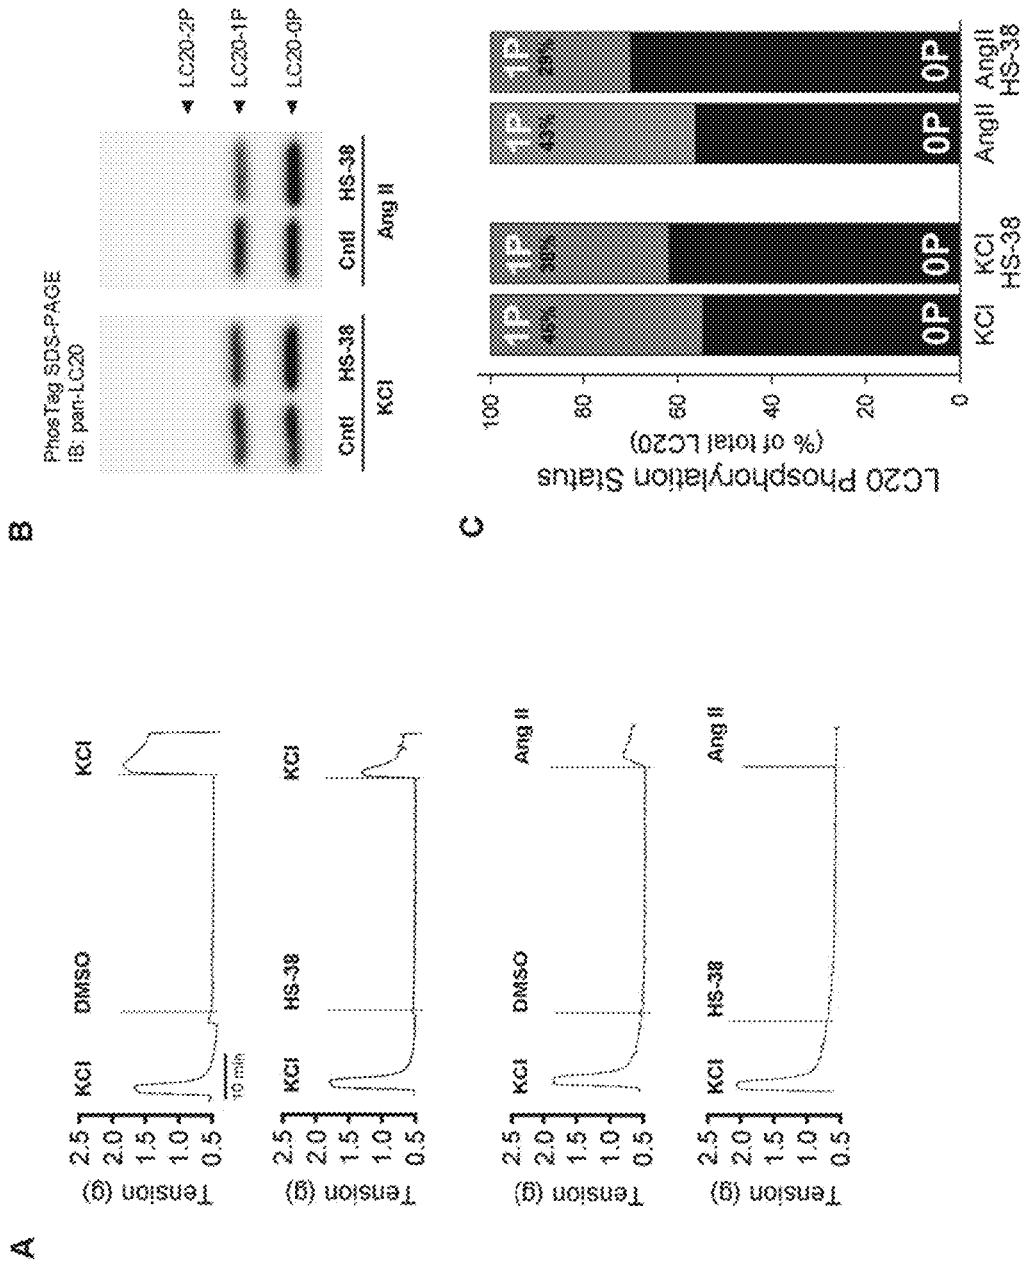 A
KCl
DMSO
KCl
2.5
2.0
1.5
1.0
0.5
Tension (g)
10 min
KCl
HS-38
KCl
2.5
2.0
1.5
1.0
0.5
Tension (g)
KCl
DMSO
Ang II
2.5
2.0
1.5
1.0
0.5
Tension (g)
KCl
HS-38
Ang II
2.5
2.0
1.5
1.0
0.5
Tension (g)
B
PhosTag SDS-PAGE
IB: pan-LC20
◄ LC20-2P
◄ LC20-1P
◄ LC20-0P
Cntl HS-38 Cntl HS-38
KCl Ang II
C
LC20 Phosphorylation Status
(% of total LC20)
100
80
60
40
20
0
1P 1P 1P 1P
38% 43% 29%
0P 0P 0P 0P
KCl KCl AngII AngII
HS-38 HS-38